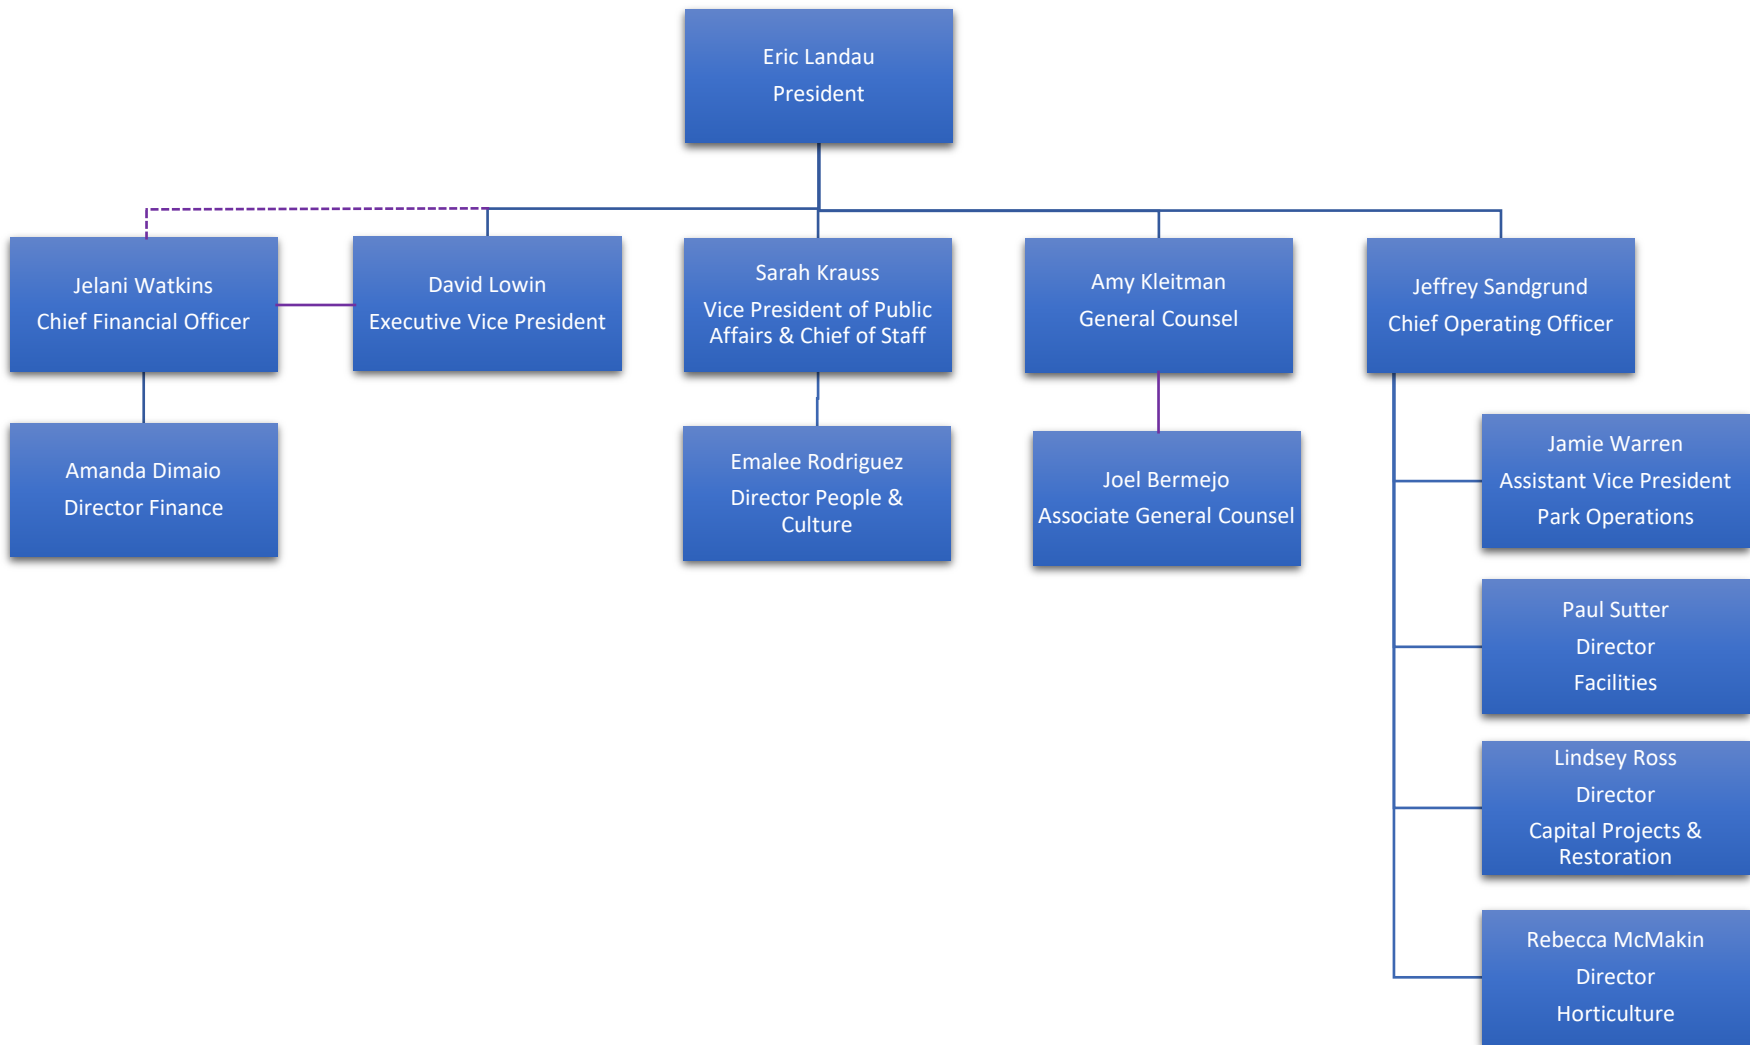 Eric Landau
President
Jelani Watkins
Chief Financial Officer
David Lowin
Executive Vice President
Sarah Krauss
Vice President of Public
Affairs & Chief of Staff
Amy Kleitman
General Counsel
Jeffrey Sandgrund
Chief Operating Officer
Amanda Dimaio
Director Finance
Emalee Rodriguez
Director People &
Culture
Joel Bermejo
Associate General Counsel
Jamie Warren
Assistant Vice President
Park Operations
Paul Sutter
Director
Facilities
Lindsey Ross
Director
Capital Projects &
Restoration
Rebecca McMakin
Director
Horticulture